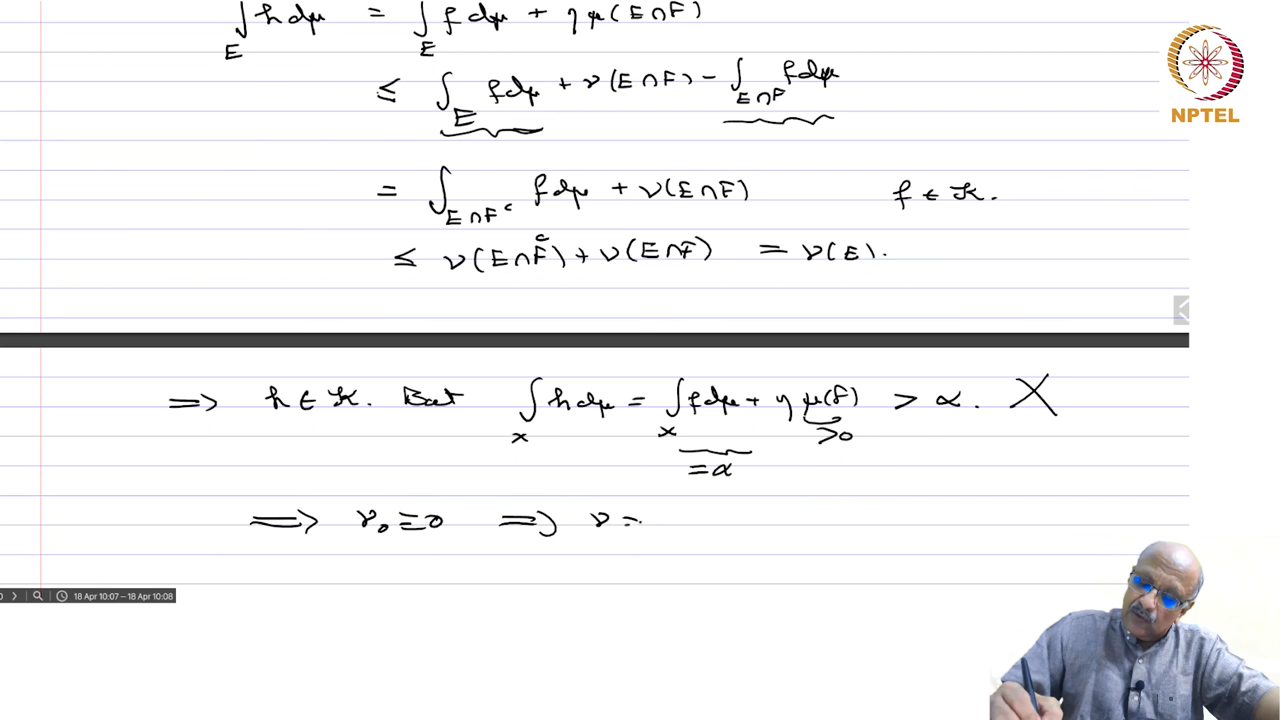 ∫_E h dμ = ∫_E f dμ + η μ(E∩F)
≤ ∫_E f dμ + ν(E∩F) - ∫_{E∩F} f dμ
NPTEL
= ∫_{E∩F^c} f dμ + ν(E∩F) f ∈ K.
≤ ν(E∩F^c) + ν(E∩F) = ν(E).
⇒ h ∈ K. But ∫_X h dμ = ∫_X f dμ + η μ(F) > α. X
>0
=α
⇒ ν_0 ≡ 0 ⇒ ν =
18 Apr 10:07 – 18 Apr 10:08